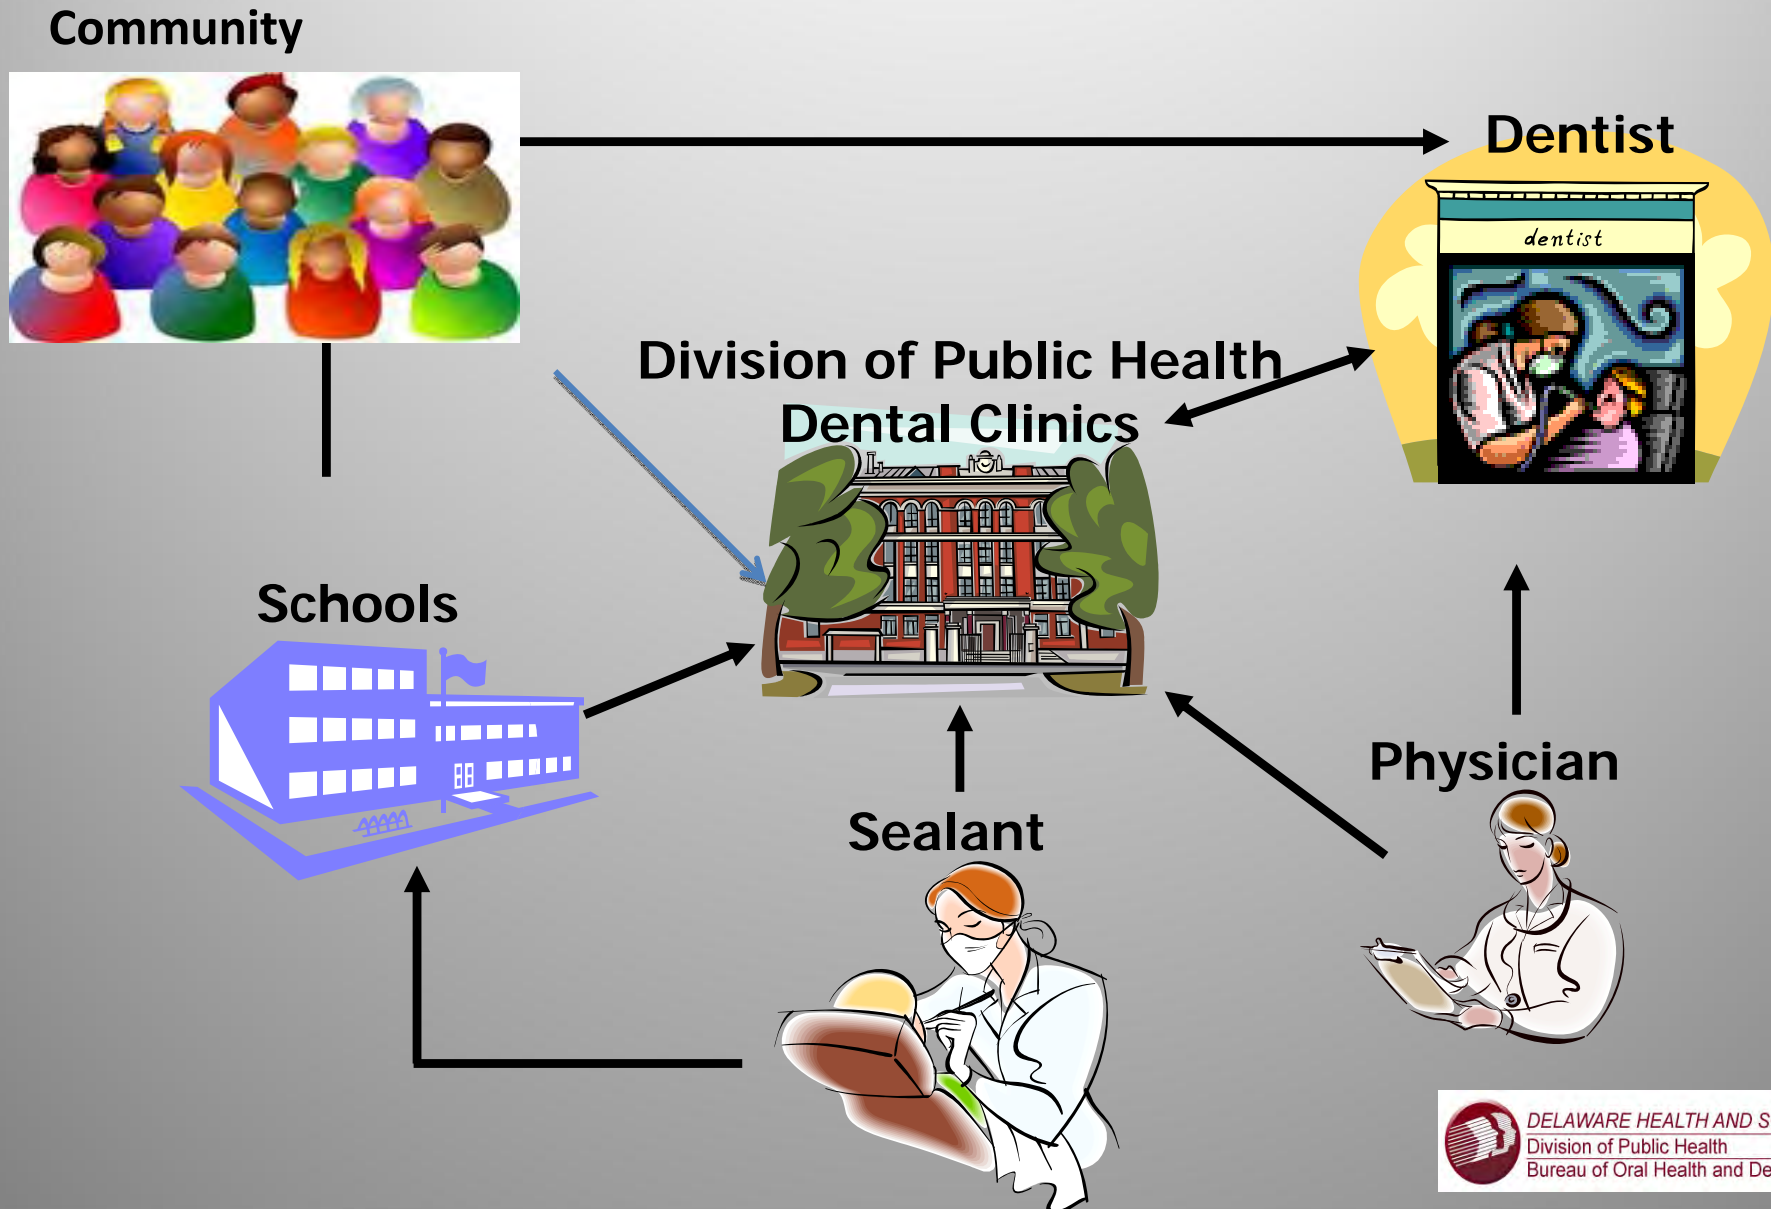 Community
Dentist
dentist
Division of Public Health
Dental Clinics
Schools
Physician
Sealant
DELAWARE HEALTH AND
Division of Public Health
Bureau of Oral Health and